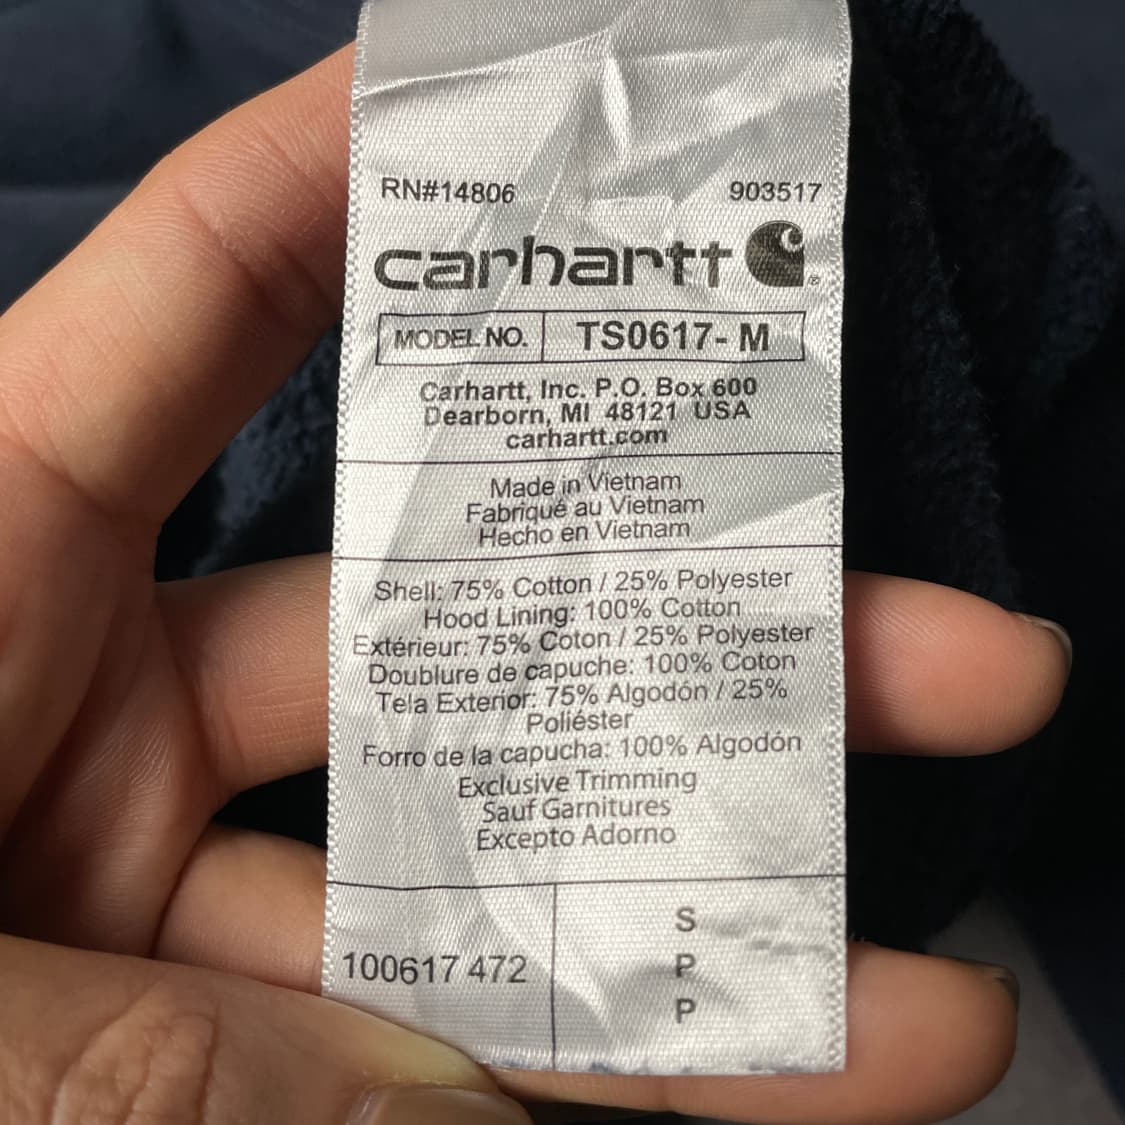 RN#14806 903517
carhartt
MODEL NO. TS0617-M
Carhartt, Inc. P.O. Box 600
Dearborn, MI 48121 USA
carhartt.com
Made in Vietnam
Fabriqué au Vietnam
Hecho en Vietnam
Shell: 75% Cotton / 25% Polyester
Hood Lining: 100% Cotton
Extérieur: 75% Coton / 25% Polyester
Doublure de capuche: 100% Coton
Tela Exterior: 75% Algodón / 25%
Poliéster
Forro de la capucha: 100% Algodón
Exclusive Trimming
Sauf Garnitures
Excepto Adorno
S
100617 472 P
P